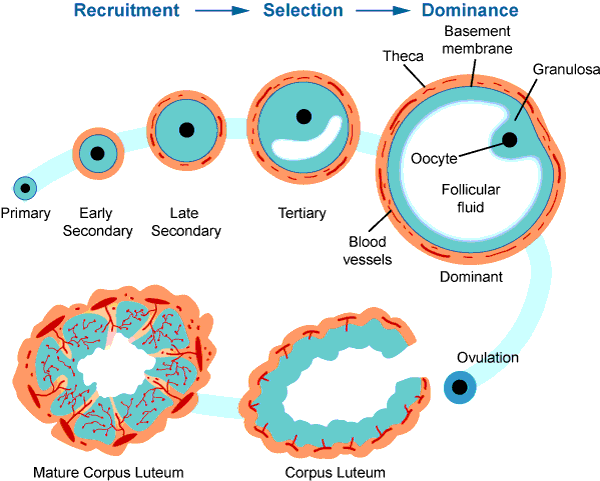 Recruitment Selection Dominance
Basement
membrane
Theca
Granulosa
Oocyte
Follicular
fluid
Primary
Early
Secondary
Late
Secondary
Tertiary
Blood
vessels
Dominant
Ovulation
Mature Corpus Luteum
Corpus Luteum